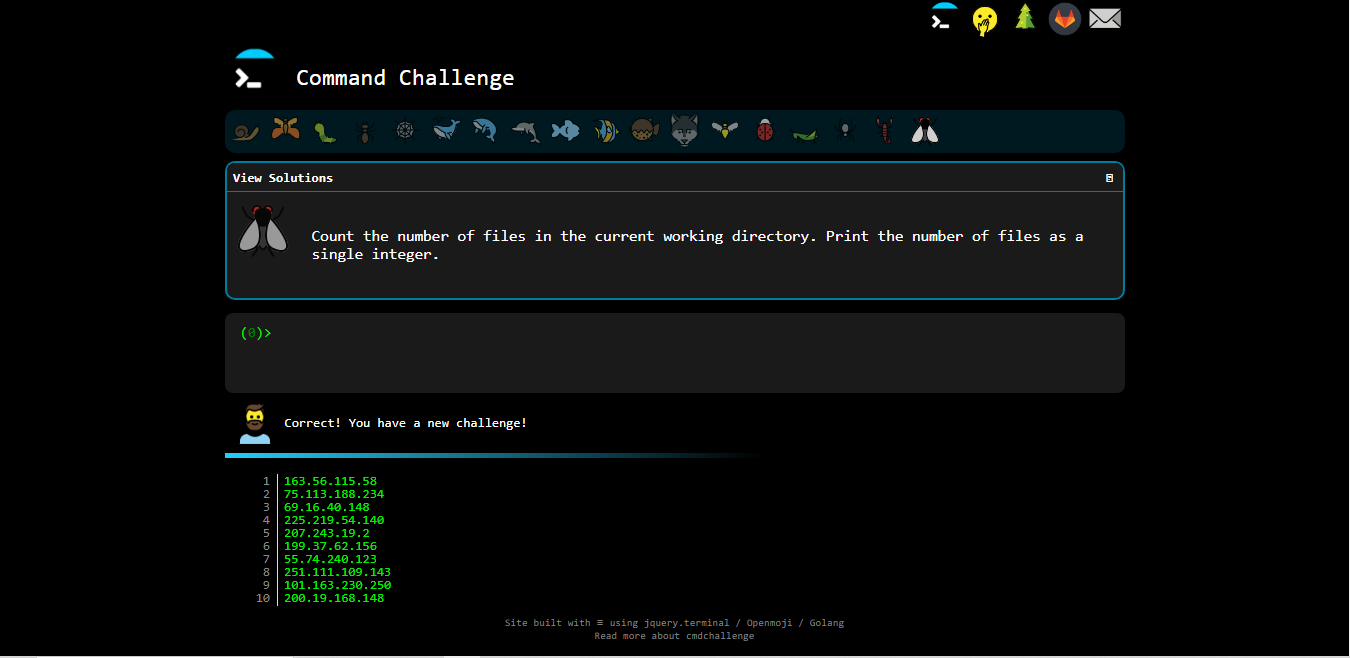 Command Challenge
View Solutions
Count the number of files in the current working directory. Print the number of files as a
single integer.
(0)>
Correct! You have a new challenge!
1 163.56.115.58
2 75.113.188.234
3 69.16.40.148
4 225.219.54.140
5 207.243.19.2
6 199.37.62.156
7 55.74.240.123
8 251.111.109.143
9 101.163.230.250
10 200.19.168.148
Site built with ≡ using jquery.terminal / Openmoji / Golang
Read more about cmdchallenge